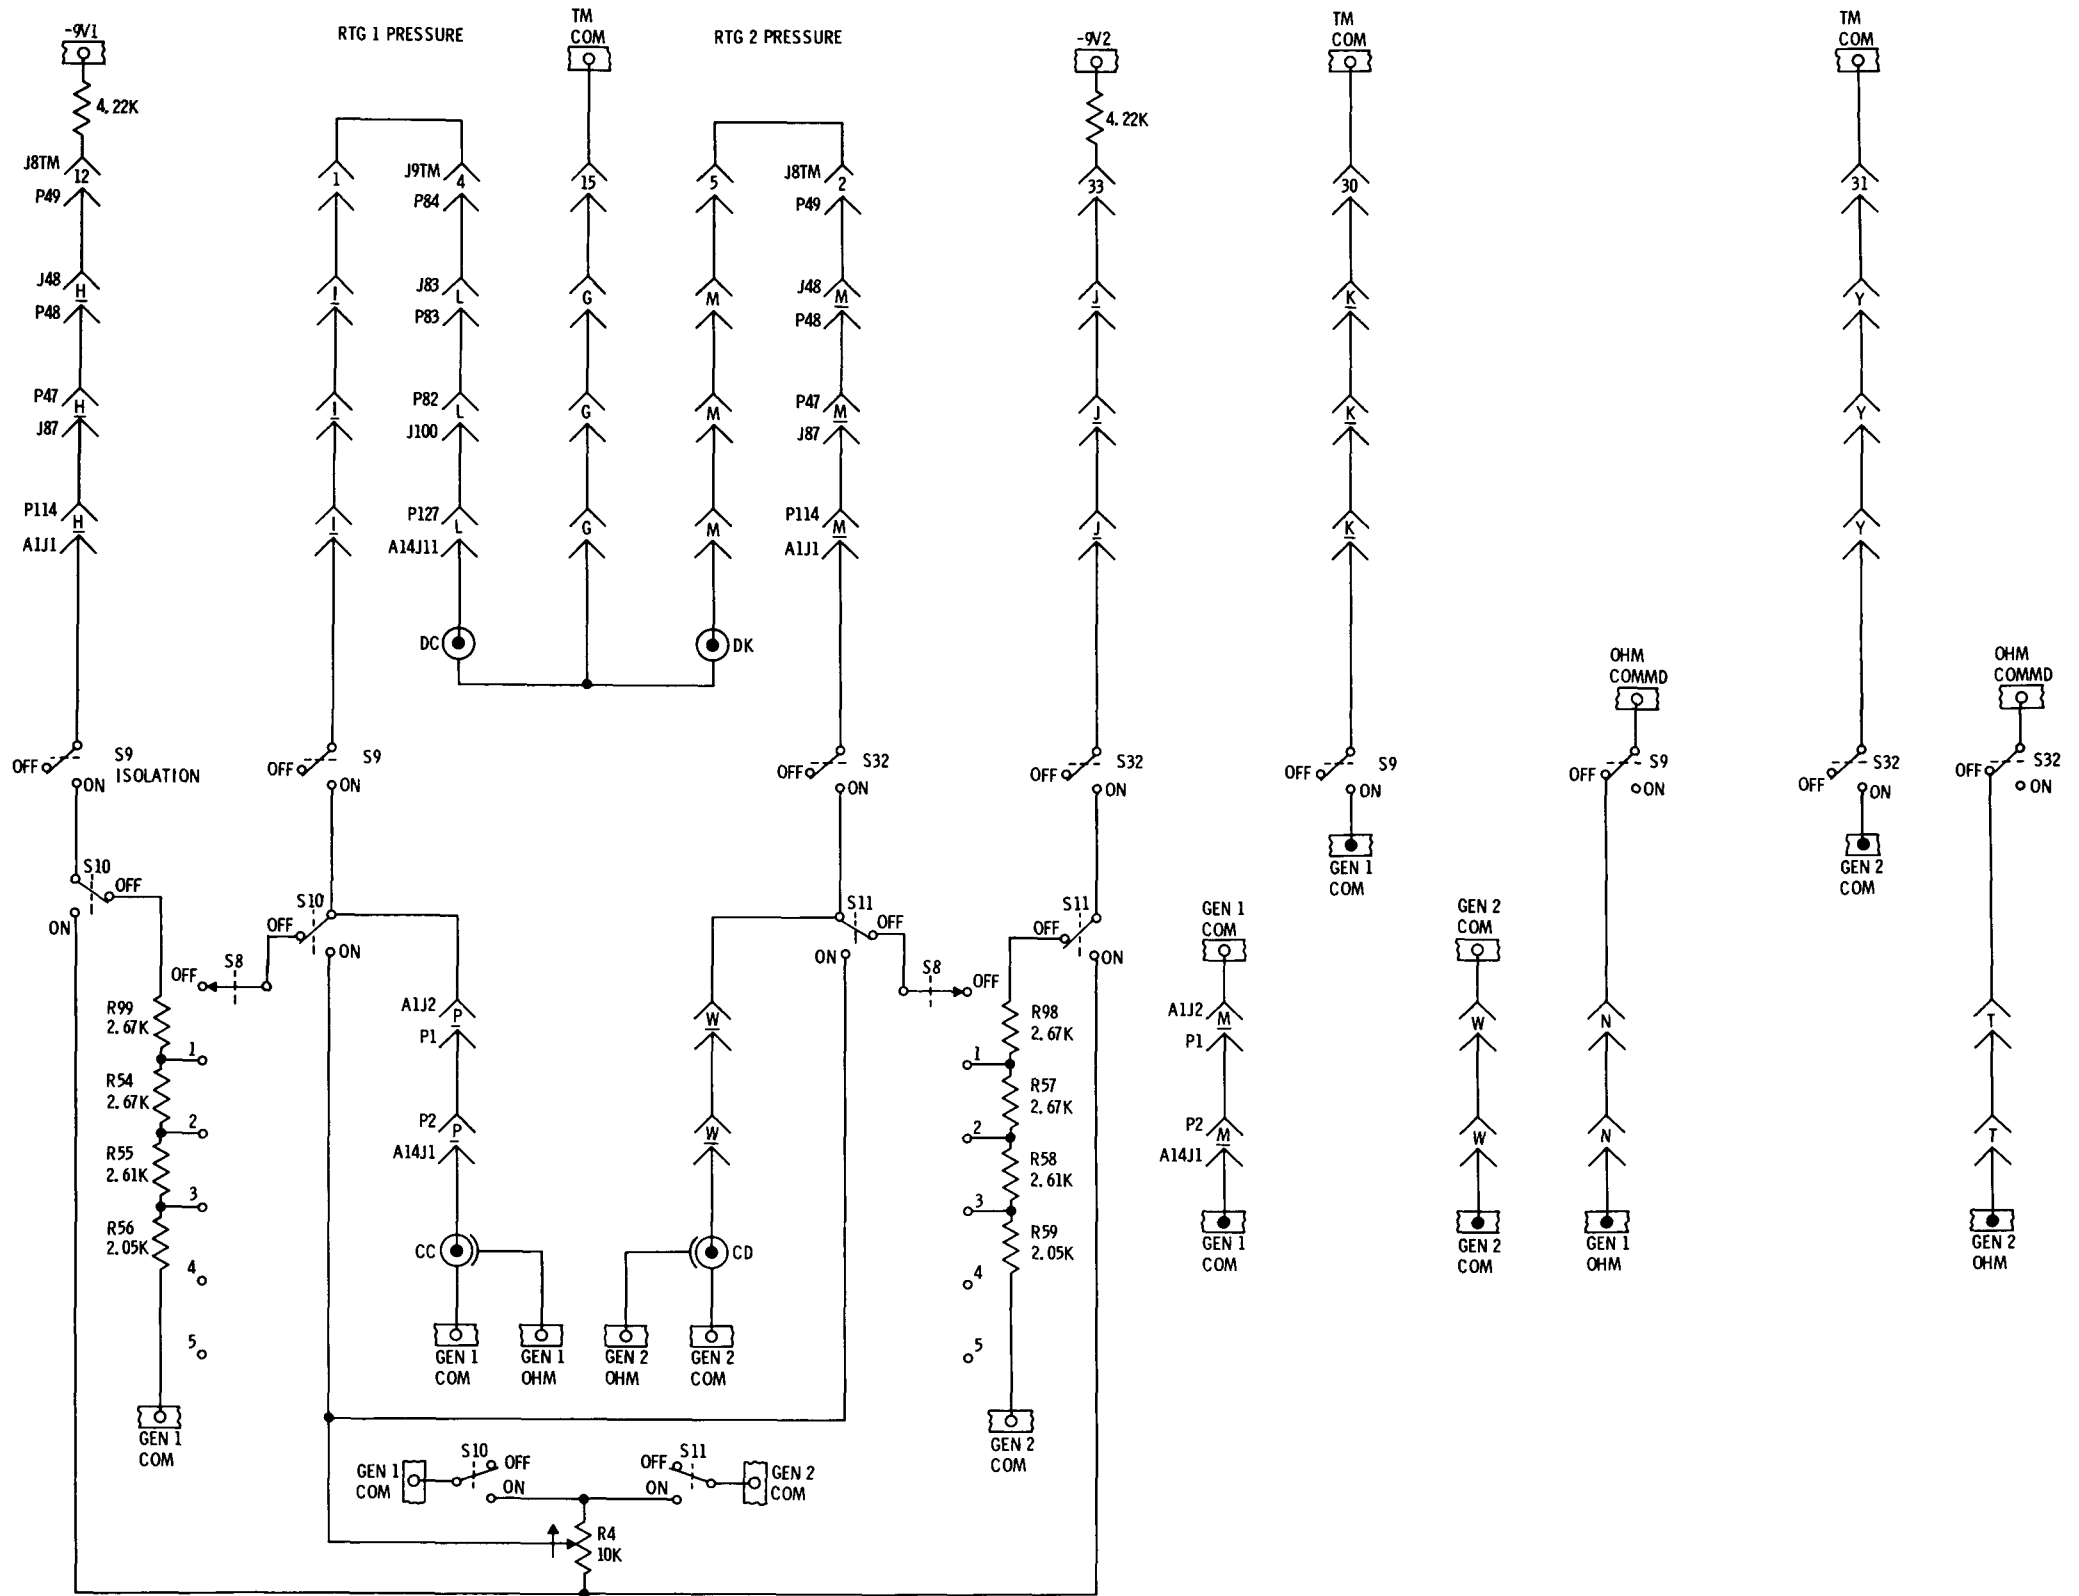 -9V1
RTG 1 PRESSURE
TM
COM
RTG 2 PRESSURE
-9V2
TM
COM
TM
COM
4.22K
4.22K
J8TM
12
P49
1
J9TM
4
P84
15
5
J8TM
2
P49
33
30
31
J48
H
P48
I
J83
L
P83
G
M
J48
M
P48
J
K
Y
P47
H
J87
I
P82
L
J100
G
M
P47
M
J87
J
K
Y
P114
H
A1J1
I
P127
L
A14J11
G
M
P114
M
A1J1
J
K
Y
DC
DK
OHM
COMMD
OHM
COMMD
OFF
S9
ISOLATION
ON
OFF
S9
ON
OFF
S32
ON
OFF
S32
ON
OFF
S9
ON
OFF
S9
ON
OFF
S32
ON
OFF
S32
ON
GEN 1
COM
GEN 2
COM
S10
OFF
ON
S10
OFF
ON
S11
OFF
ON
S11
OFF
ON
GEN 1
COM
GEN 2
COM
OFF
S8
S8
OFF
R99
2.67K
1
R54
2.67K
2
R55
2.61K
3
R56
2.05K
4
5
GEN 1
COM
A1J2
P
P1
P2
P
A14J1
W
W
CC
CD
GEN 1
COM
GEN 1
OHM
GEN 2
OHM
GEN 2
COM
R98
2.67K
1
R57
2.67K
2
R58
2.61K
3
R59
2.05K
4
5
GEN 2
COM
A1J2
M
P1
P2
M
A14J1
GEN 1
COM
W
W
GEN 2
COM
N
N
GEN 1
OHM
T
T
GEN 2
OHM
GEN 1
COM
S10
OFF
ON
OFF
S11
ON
GEN 2
COM
R4
10K